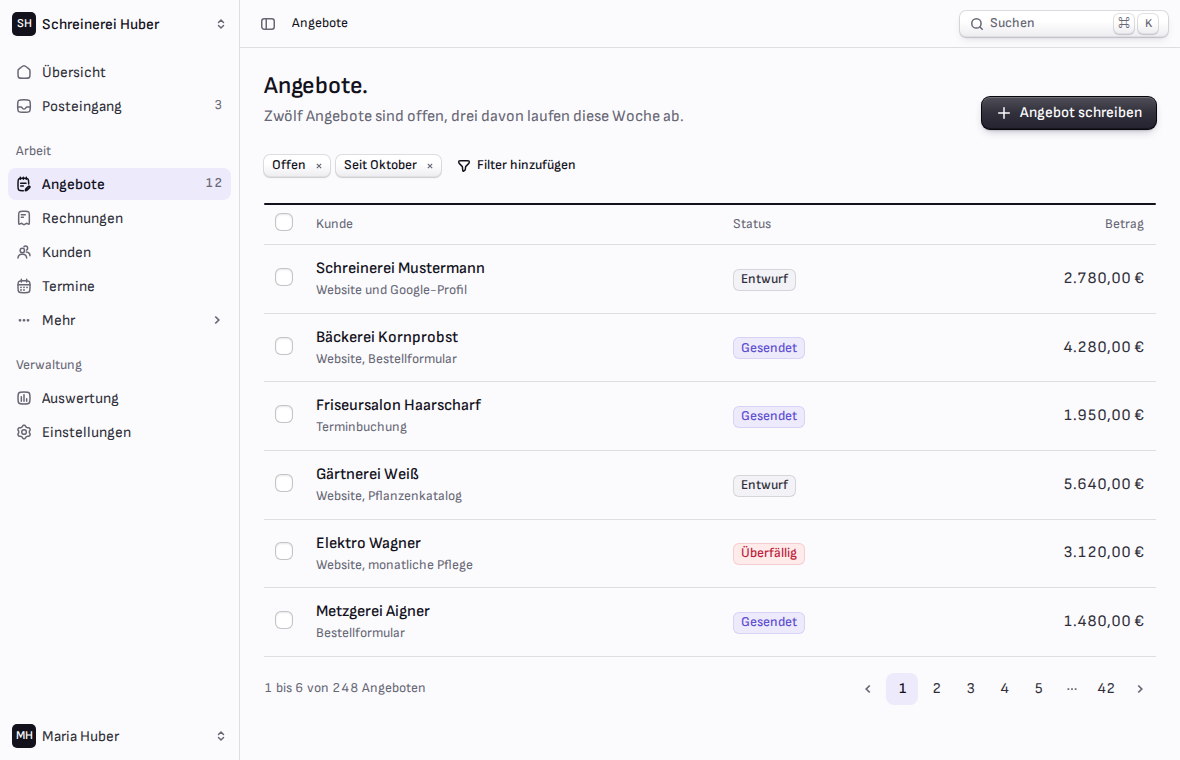 SH Schreinerei Huber
Übersicht
Posteingang 3
Arbeit
Angebote 12
Rechnungen
Kunden
Termine
Mehr
Verwaltung
Auswertung
Einstellungen
MH Maria Huber
Angebote
Suchen ⌘ K
Angebote.
Zwölf Angebote sind offen, drei davon laufen diese Woche ab.
Angebot schreiben
Offen × Seit Oktober × Filter hinzufügen
Kunde Status Betrag
Schreinerei Mustermann
Website und Google-Profil
Entwurf 2.780,00 €
Bäckerei Kornprobst
Website, Bestellformular
Gesendet 4.280,00 €
Friseursalon Haarscharf
Terminbuchung
Gesendet 1.950,00 €
Gärtnerei Weiß
Website, Pflanzenkatalog
Entwurf 5.640,00 €
Elektro Wagner
Website, monatliche Pflege
Überfällig 3.120,00 €
Metzgerei Aigner
Bestellformular
Gesendet 1.480,00 €
1 bis 6 von 248 Angeboten
1 2 3 4 5 ··· 42